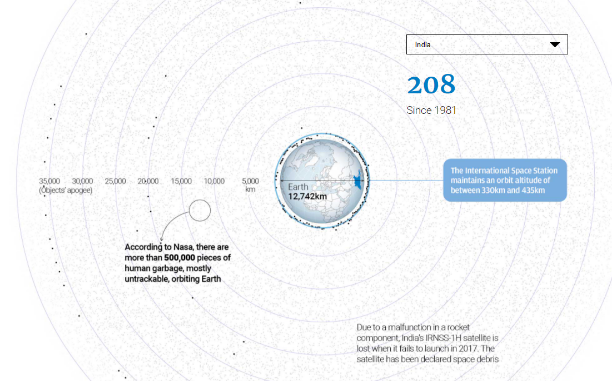 India
208
Since 1981
The International Space Station
maintains an orbit altitude of
between 330km and 435km
35,000 30,000 25,000 20,000 15,000 10,000 5,000
(Objects' apogee) km
Earth
12,742km
According to Nasa, there are
more than 500,000 pieces of
human garbage, mostly
untrackable, orbiting Earth
Due to a malfunction in a rocket
component, India's IRNSS-1H satellite is
lost when it fails to launch in 2017. The
satellite has been declared space debris